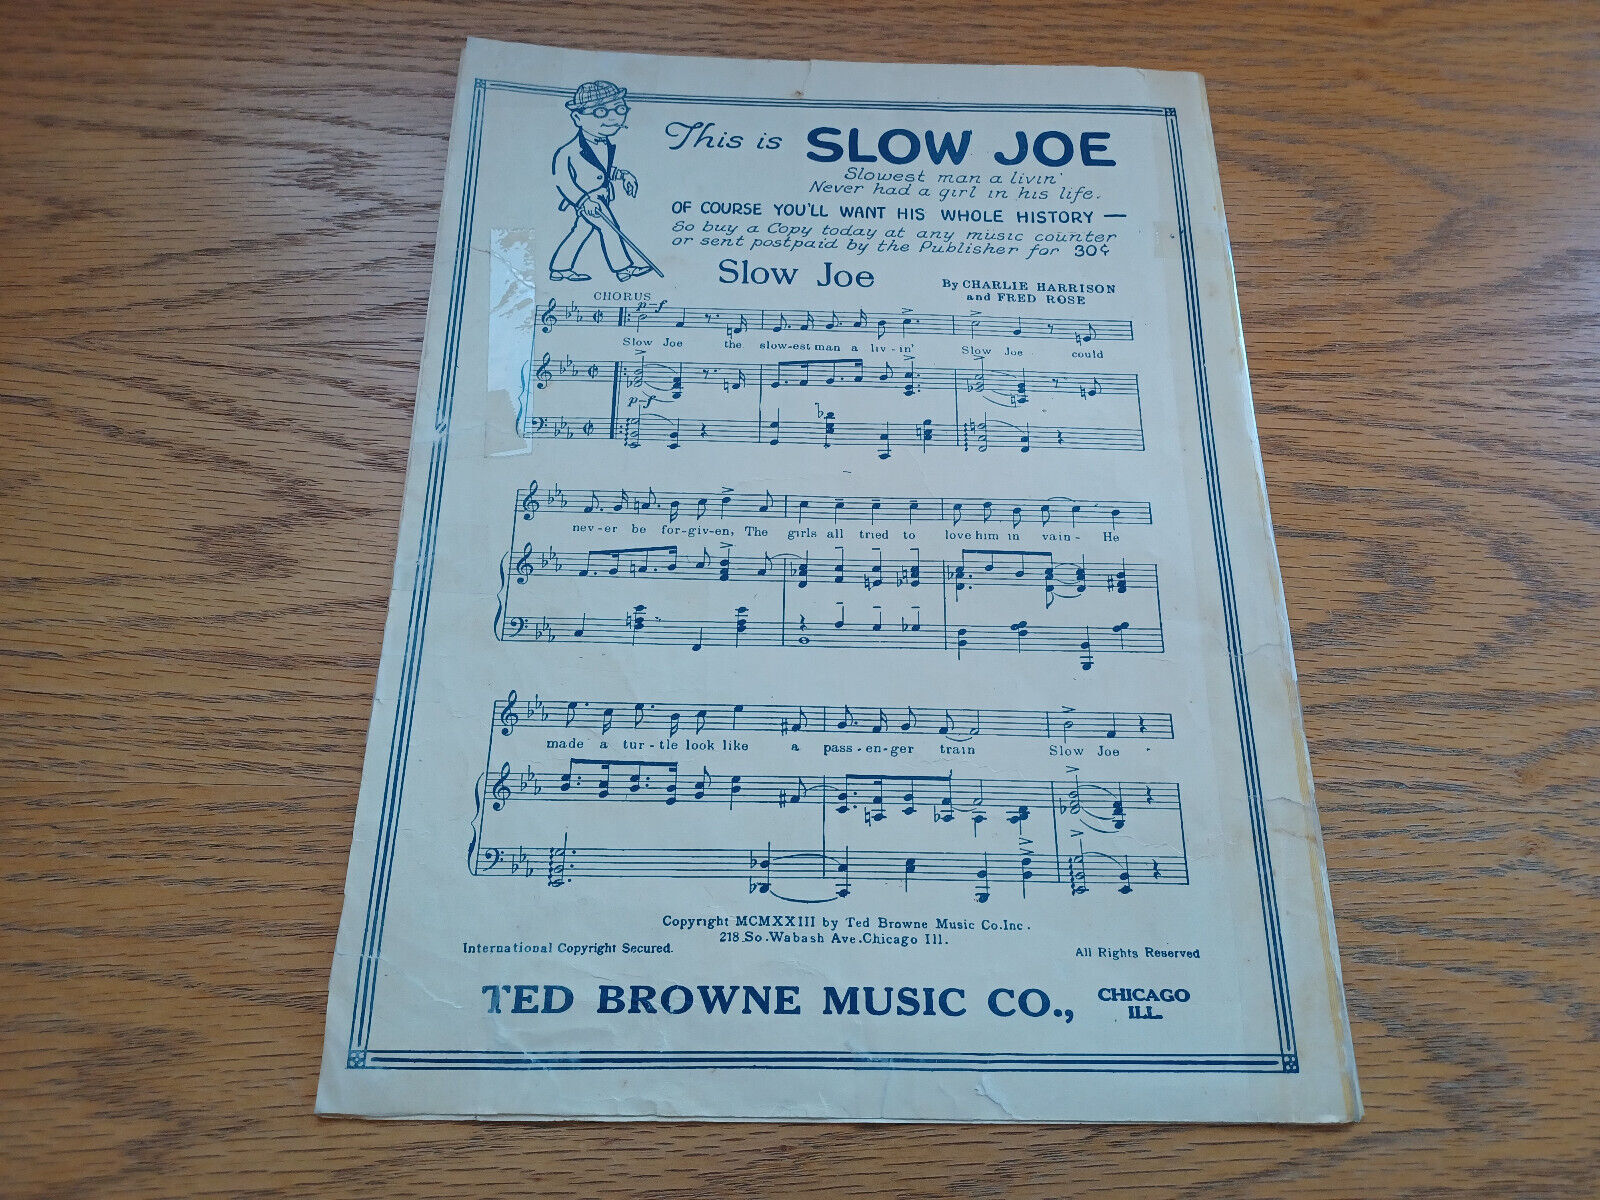 This is SLOW JOE
Slowest man a livin'
Never had a girl in his life.
OF COURSE YOU'LL WANT HIS WHOLE HISTORY —
So buy a Copy today at any music counter
or sent postpaid by the Publisher for 30¢
Slow Joe
By CHARLIE HARRISON
and FRED ROSE
CHORUS
p-f
Slow Joe the slow-est man a liv-in' Slow Joe could
p-f
nev-er be for-giv-en, The girls all tried to love him in vain- He
made a tur-tle look like a pass-en-ger train Slow Joe
Copyright MCMXXIII by Ted Browne Music Co.Inc.
218 So.Wabash Ave.Chicago Ill.
International Copyright Secured. All Rights Reserved
TED BROWNE MUSIC CO., CHICAGO
ILL.